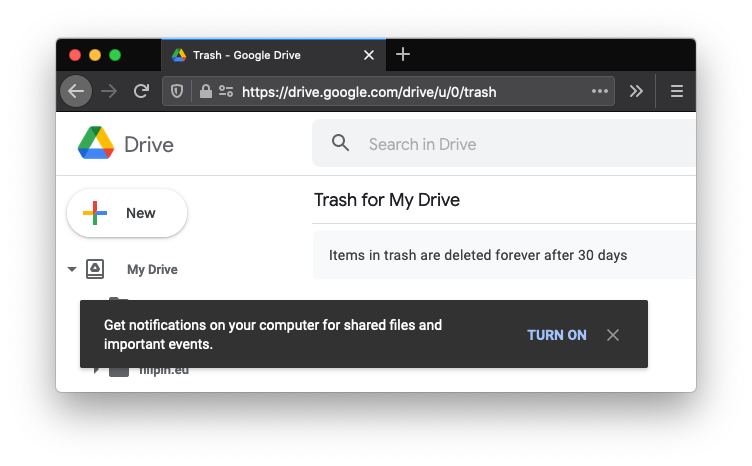 Trash - Google Drive
https://drive.google.com/drive/u/0/trash
Drive
Search in Drive
New
Trash for My Drive
Items in trash are deleted forever after 30 days
My Drive
Get notifications on your computer for shared files and
important events.
TURN ON
filipin.eu